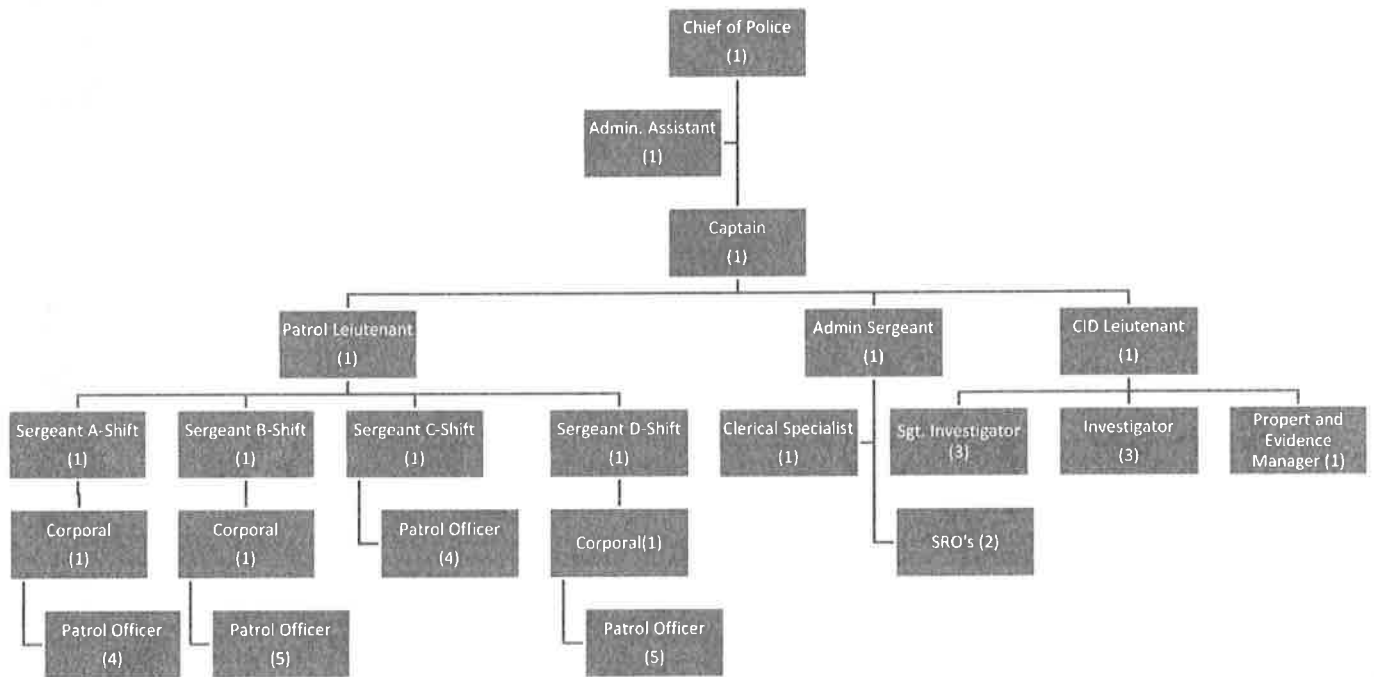 Chief of Police
(1)
Admin. Assistant
(1)
Captain
(1)
Patrol Leiutenant
(1)
Admin Sergeant
(1)
CID Leiutenant
(1)
Sergeant A-Shift
(1)
Sergeant B-Shift
(1)
Sergeant C-Shift
(1)
Sergeant D-Shift
(1)
Clerical Specialist
(1)
Sgt. Investigator
(3)
Investigator
(3)
Propert and
Evidence
Manager (1)
Corporal
(1)
Corporal
(1)
Patrol Officer
(4)
Corporal(1)
SRO's (2)
Patrol Officer
(4)
Patrol Officer
(5)
Patrol Officer
(5)